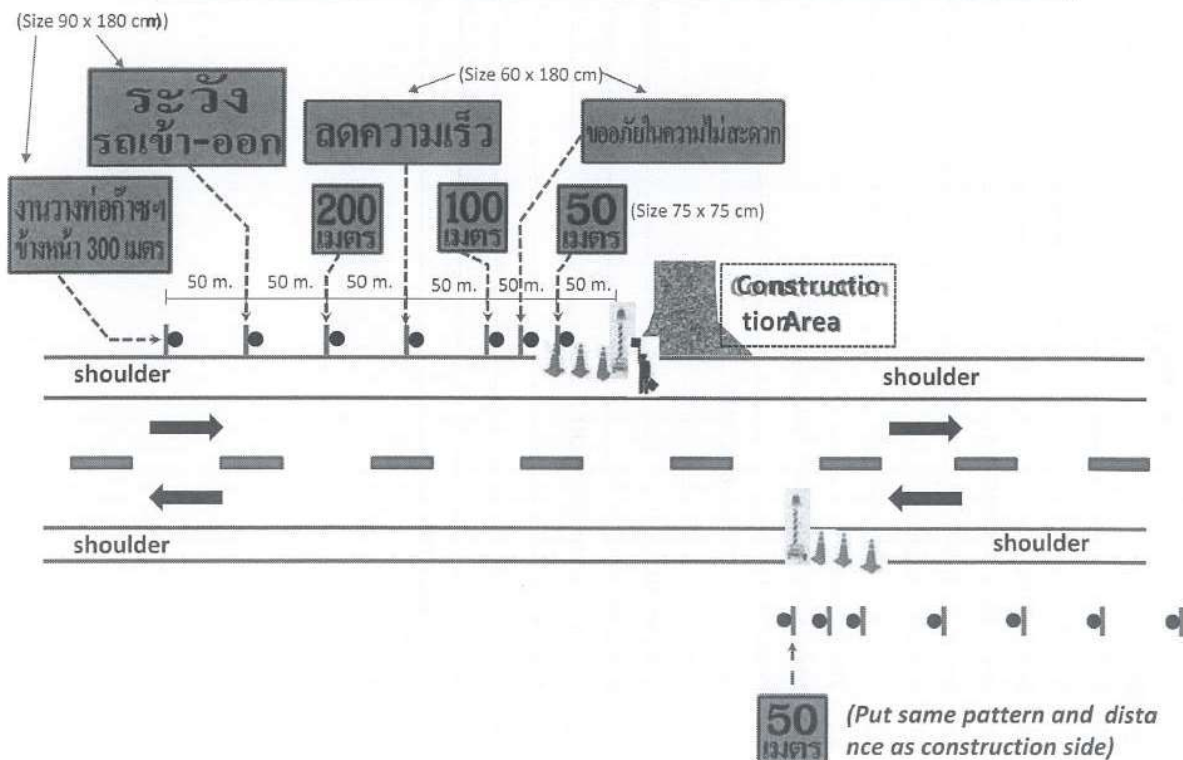 (Size 90 x 180 cm)
ระวัง
รถเข้า-ออก
(Size 60 x 180 cm)
ลดความเร็ว
ขออภัยในความไม่สะดวก
งานวางท่อก๊าซฯ
ข้างหน้า 300 เมตร
200
เมตร
100
เมตร
50
เมตร
(Size 75 x 75 cm)
50 m.
50 m.
50 m.
50 m.
50 m.
50 m.
Constructio
tionArea
shoulder
shoulder
shoulder
shoulder
50
เมตร
(Put same pattern and dista
nce as construction side)